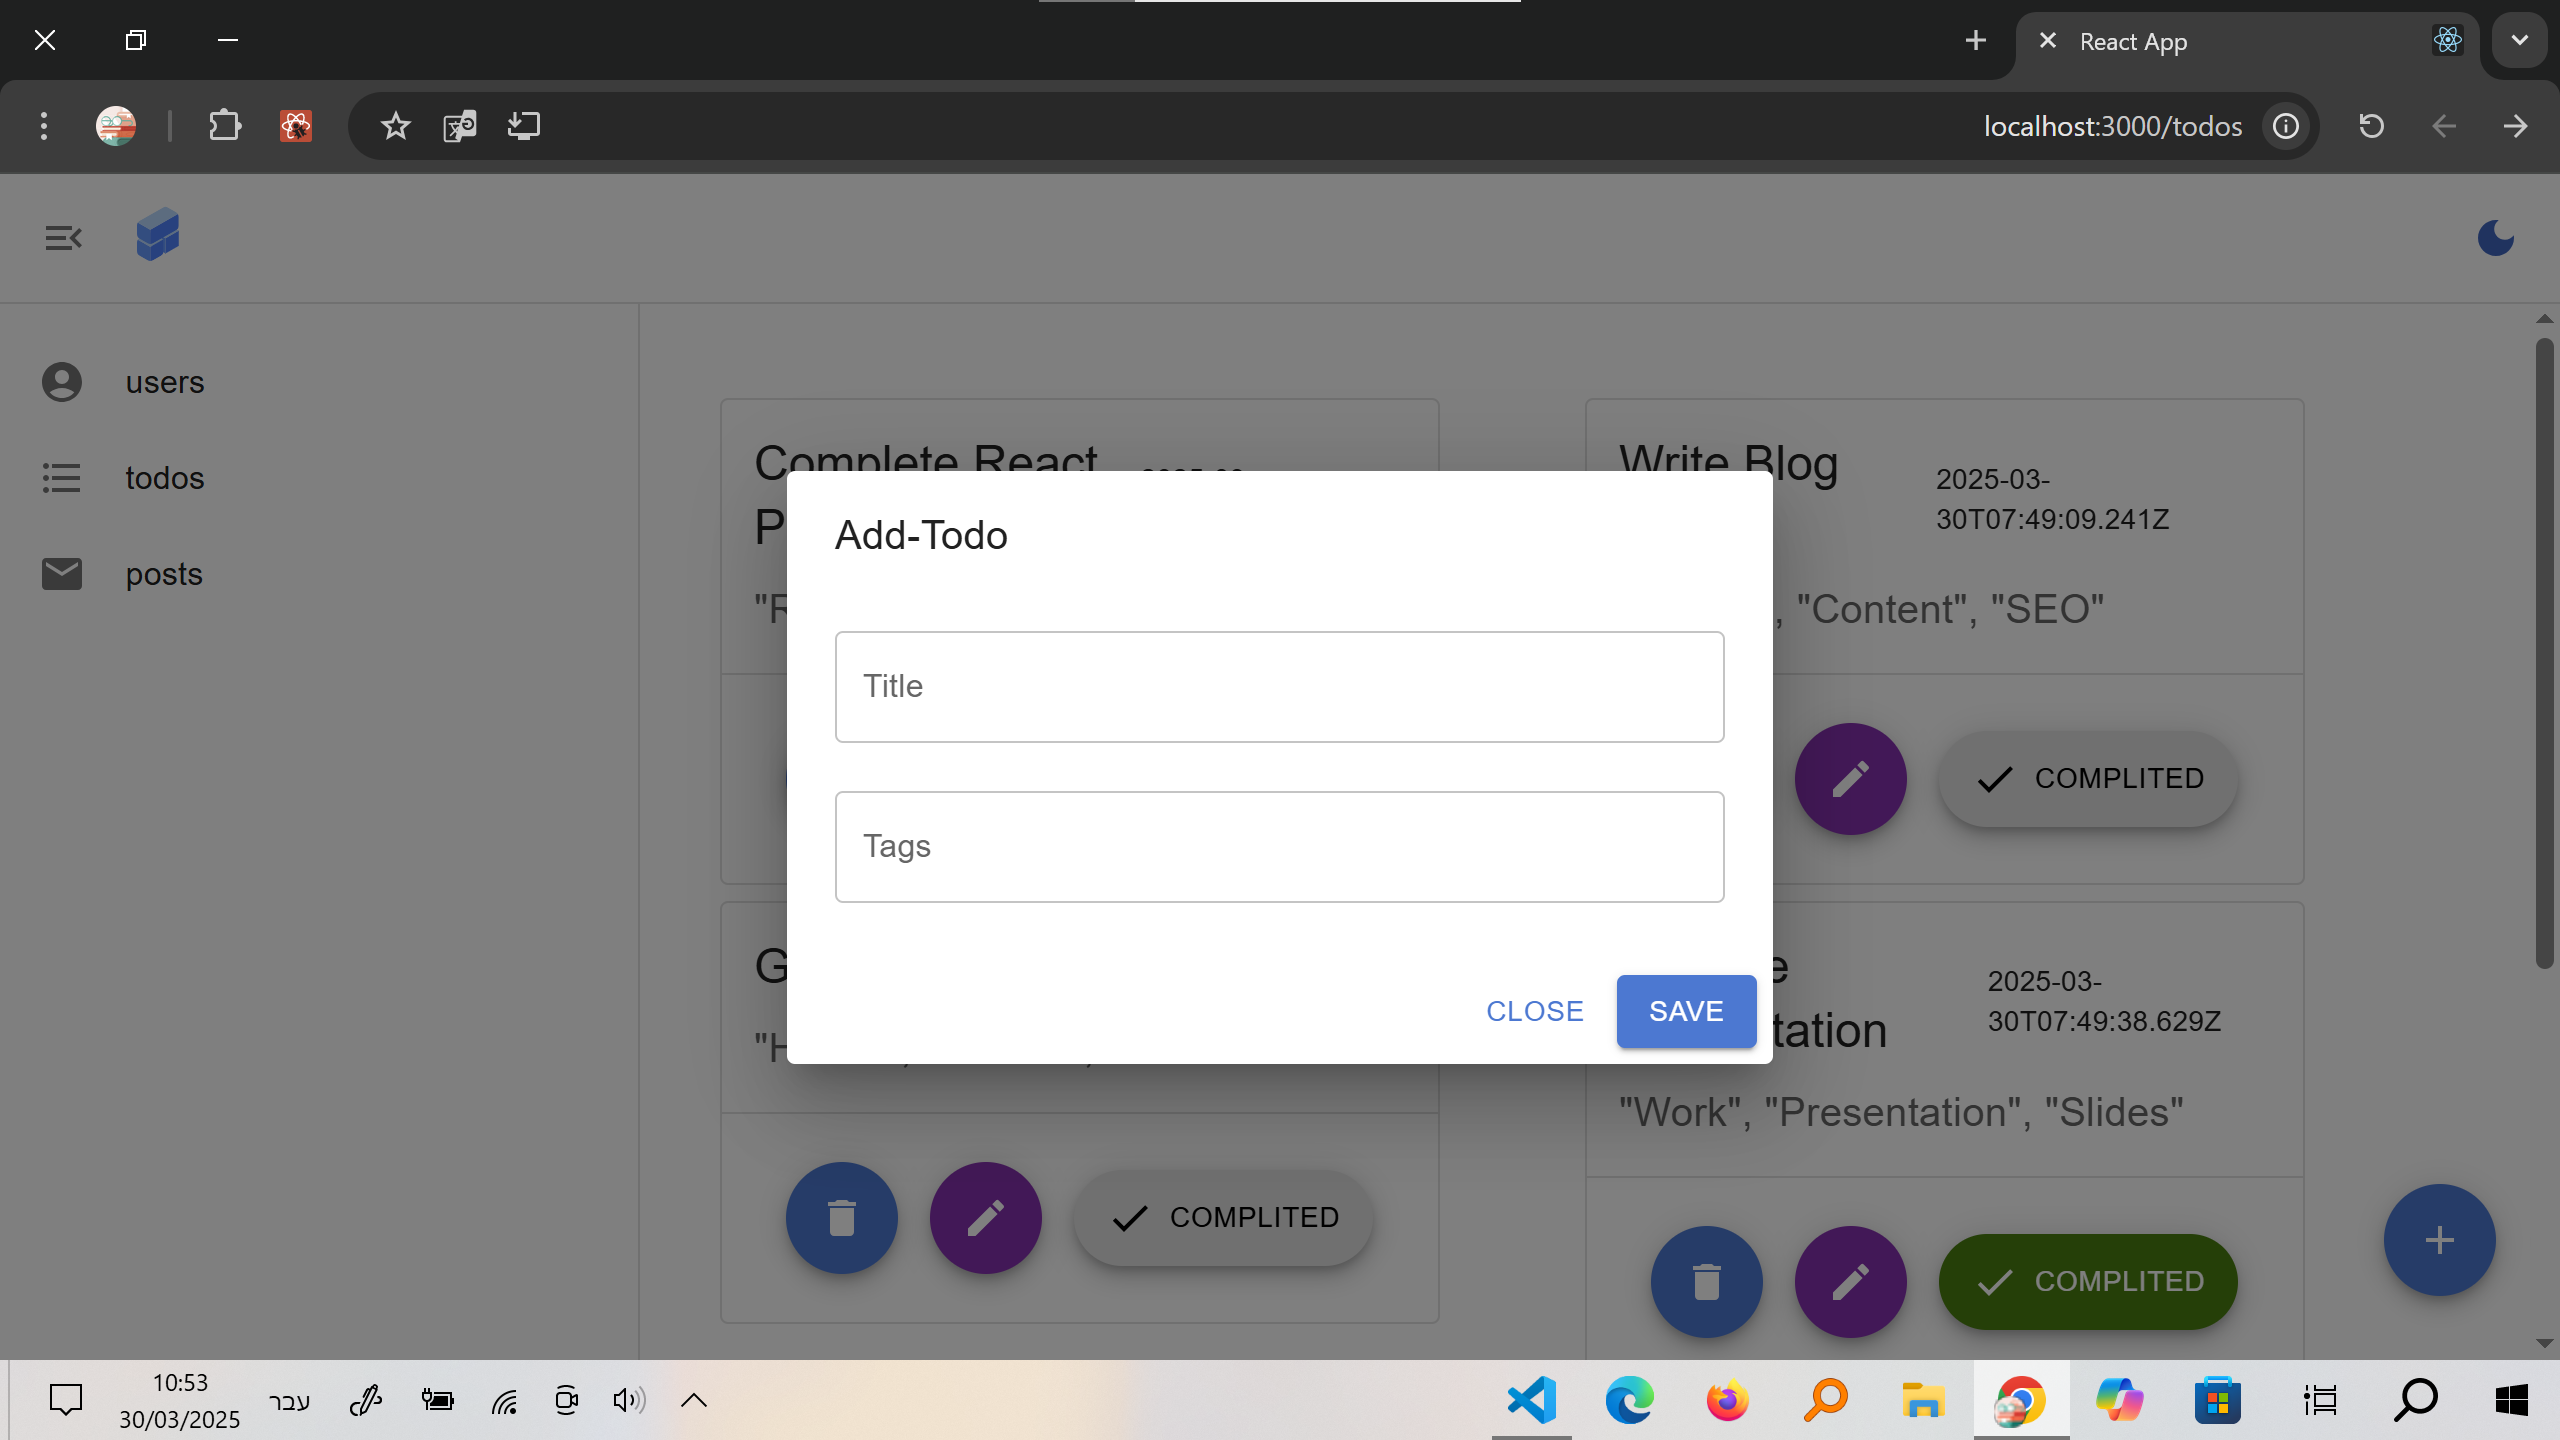 React App
localhost:3000/todos
users
todos
posts
Complete React
Write Blog
2025-03-
30T07:49:09.241Z
"Content", "SEO"
COMPLITED
Add-Todo
Title
Tags
CLOSE
SAVE
2025-03-
30T07:49:38.629Z
"Work", "Presentation", "Slides"
COMPLITED
COMPLITED
10:53
30/03/2025
עבר